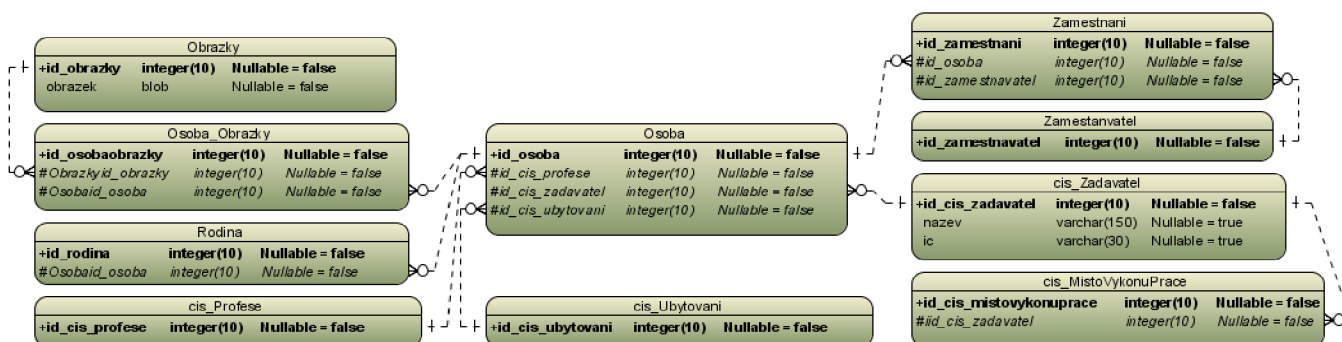 Obrazky
+id_obrazky integer(10) Nullable = false
obrazek blob Nullable = false
Osoba_Obrazky
+id_osobaobrazky integer(10) Nullable = false
#Obrazkyid_obrazky integer(10) Nullable = false
#Osobaid_osoba integer(10) Nullable = false
Rodina
+id_rodina integer(10) Nullable = false
#Osobaid_osoba integer(10) Nullable = false
cis_Profese
+id_cis_profese integer(10) Nullable = false
Osoba
+id_osoba integer(10) Nullable = false
#id_cis_profese integer(10) Nullable = false
#id_cis_zadavatel integer(10) Nullable = false
#id_cis_ubytovani integer(10) Nullable = false
cis_Ubytovani
+id_cis_ubytovani integer(10) Nullable = false
Zamestnani
+id_zamestnani integer(10) Nullable = false
#id_osoba integer(10) Nullable = false
#id_zamestnavatel integer(10) Nullable = false
Zamestanvatel
+id_zamestnavatel integer(10) Nullable = false
cis_Zadavatel
+id_cis_zadavatel integer(10) Nullable = false
nazev varchar(150) Nullable = true
ic varchar(30) Nullable = true
cis_MistoVykonuPrace
+id_cis_mistovykonuprace integer(10) Nullable = false
#iid_cis_zadavatel integer(10) Nullable = false